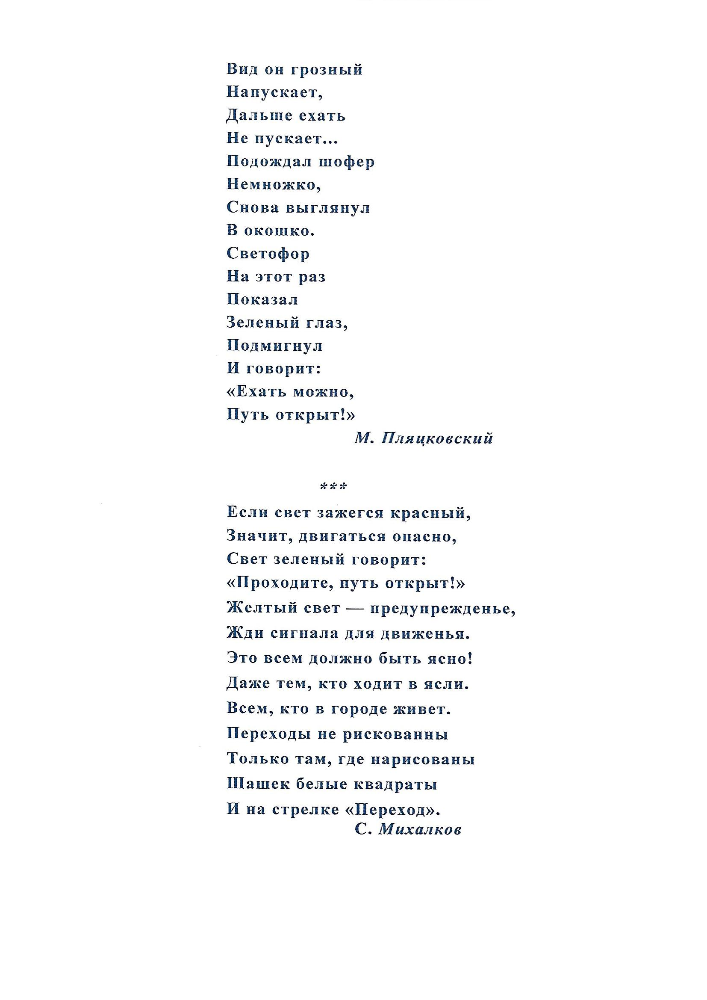 Вид он грозный
Напускает,
Дальше ехать
Не пускает...
Подождал шофер
Немножко,
Снова выглянул
В окошко.
Светофор
На этот раз
Показал
Зеленый глаз,
Подмигнул
И говорит:
«Ехать можно,
Путь открыт!»
М. Пляцковский
***
Если свет зажегся красный,
Значит, двигаться опасно,
Свет зеленый говорит:
«Проходите, путь открыт!»
Желтый свет — предупрежденье,
Жди сигнала для движенья.
Это всем должно быть ясно!
Даже тем, кто ходит в ясли.
Всем, кто в городе живет.
Переходы не рискованны
Только там, где нарисованы
Шашек белые квадраты
И на стрелке «Переход».
С. Михалков